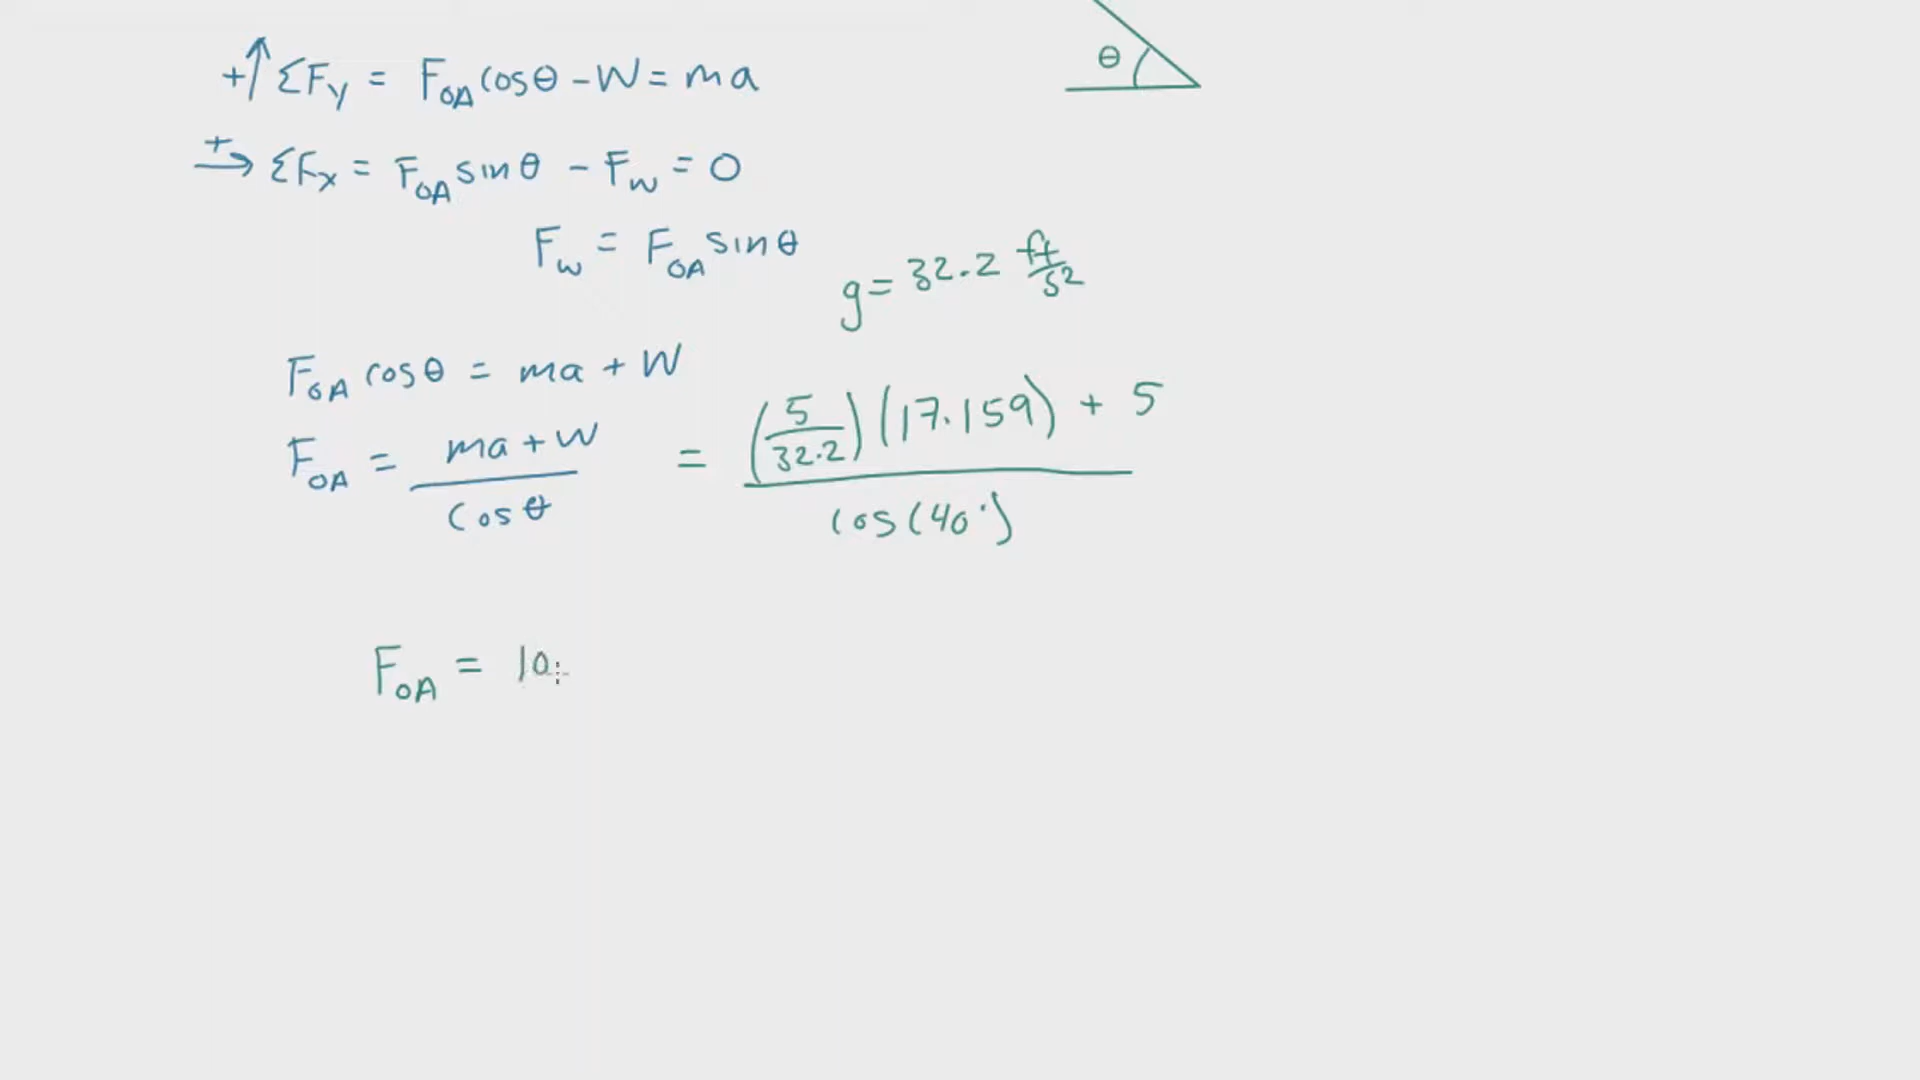 +↑ ΣFy = FOA cosθ - W = ma
θ
+→ ΣFx = FOA sinθ - Fw = 0
Fw = FOA sinθ
g = 32.2 ft/s²
FOA cosθ = ma + W
FOA = (ma + W)/cosθ = ((5/32.2)(17.159) + 5)/cos(40°)
FOA = 10.